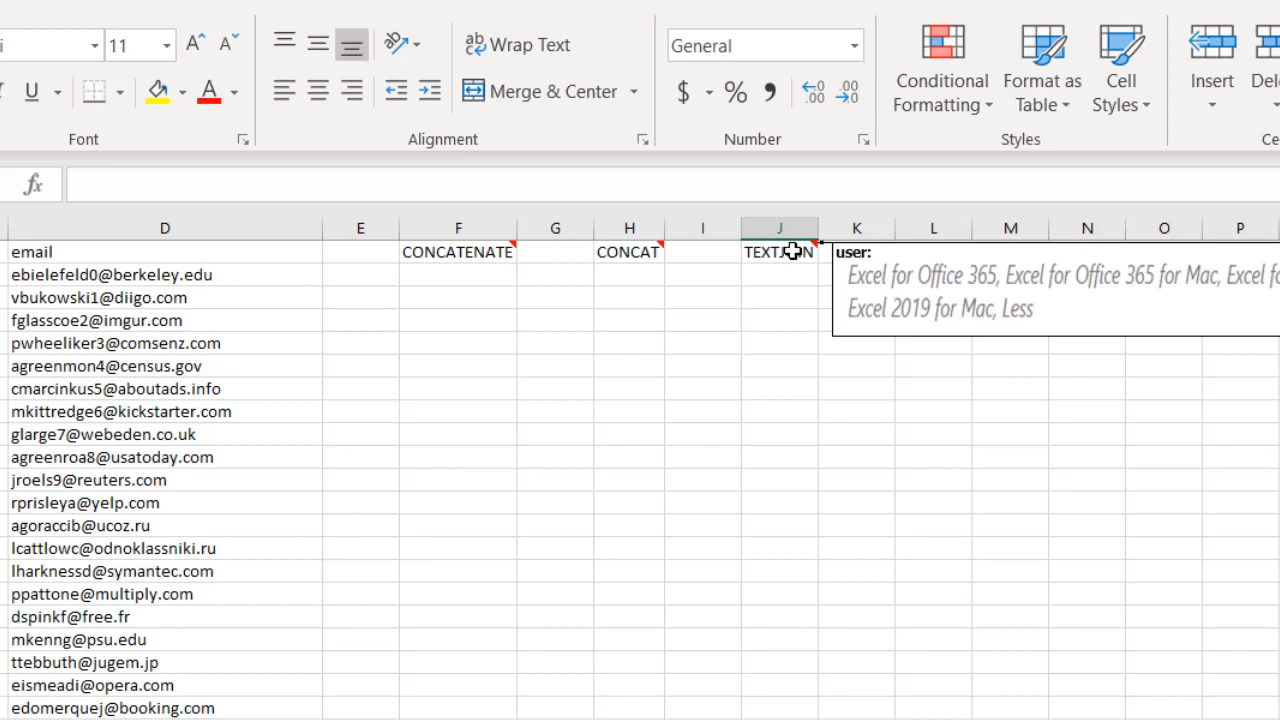 11 A A ab Wrap Text General
U A Merge & Center $ % , .00 .00 Conditional Formatting Format as Table Cell Styles Insert
Font Alignment Number Styles
fx
D E F G H I J K L M N O P
email CONCATENATE CONCAT user:
ebielefeld0@berkeley.edu Excel for Office 365, Excel for Office 365 for Mac, Excel
vbukowski1@diigo.com Excel 2019 for Mac, Less
fglasscoe2@imgur.com
pwheeliker3@comsenz.com
agreenmon4@census.gov
cmarcinkus5@aboutads.info
mkittredge6@kickstarter.com
glarge7@webeden.co.uk
agreenroa8@usatoday.com
jroels9@reuters.com
rprisleya@yelp.com
agoraccib@ucoz.ru
lcattlowc@odnoklassniki.ru
lharknessd@symantec.com
ppattone@multiply.com
dspinkf@free.fr
mkenng@psu.edu
ttebbuth@jugem.jp
eismeadi@opera.com
edomerquej@booking.com